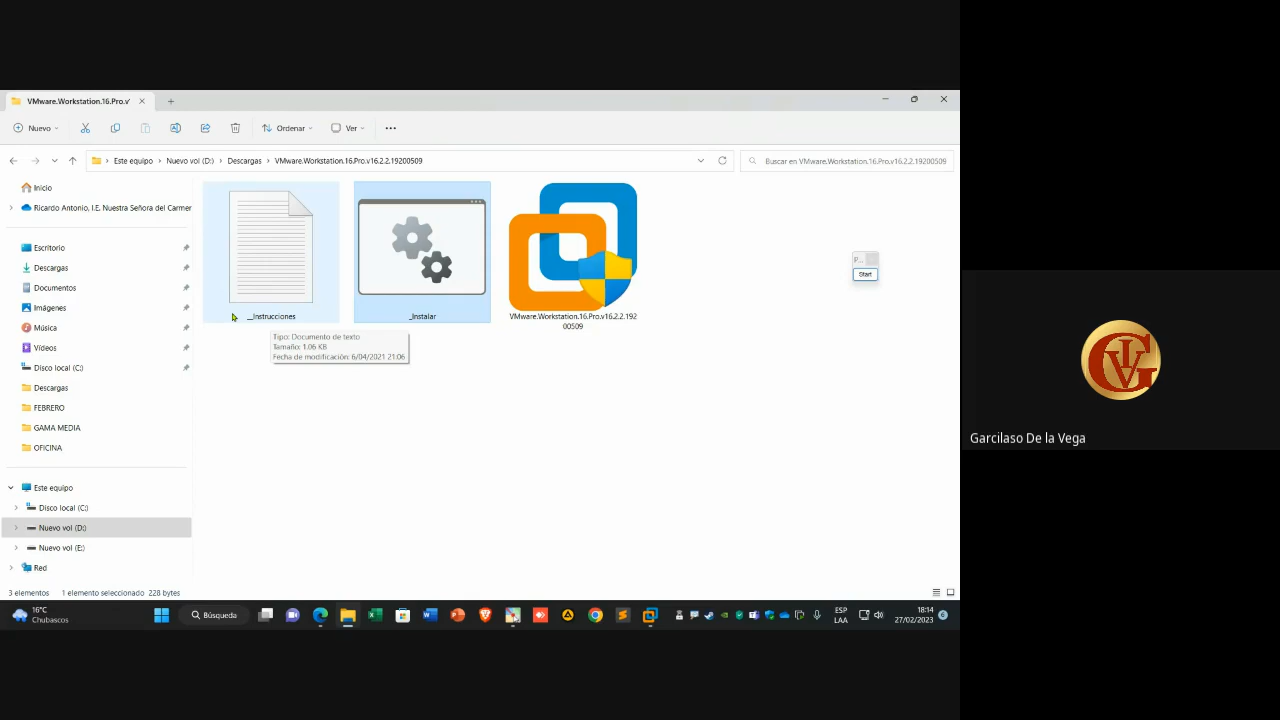 VMware.Workstation.16.Pro.v'
Nuevo
Ordenar
Ver
Este equipo > Nuevo vol (D:) > Descargas > VMware.Workstation.16.Pro.v16.2.2.19200509
Buscar en VMware.Workstation.16.Pro.v16.2.2.19200509
Inicio
Ricardo Antonio, I.E. Nuestra Señora del Carmer
Escritorio
Descargas
Documentos
Imágenes
Música
Vídeos
Disco local (C:)
Descargas
FEBRERO
GAMA MEDIA
OFICINA
Este equipo
Disco local (C:)
Nuevo vol (D:)
Nuevo vol (E:)
Red
__Instrucciones
_Instalar
VMware.Workstation.16.Pro.v16.2.2.192
00509
Tipo: Documento de texto
Tamaño: 1.06 KB
Fecha de modificación: 6/04/2021 21:06
P...
Start
3 elementos
1 elemento seleccionado 228 bytes
16°C
Chubascos
Búsqueda
ESP
LAA
18:14
27/02/2023
Garcilaso De la Vega